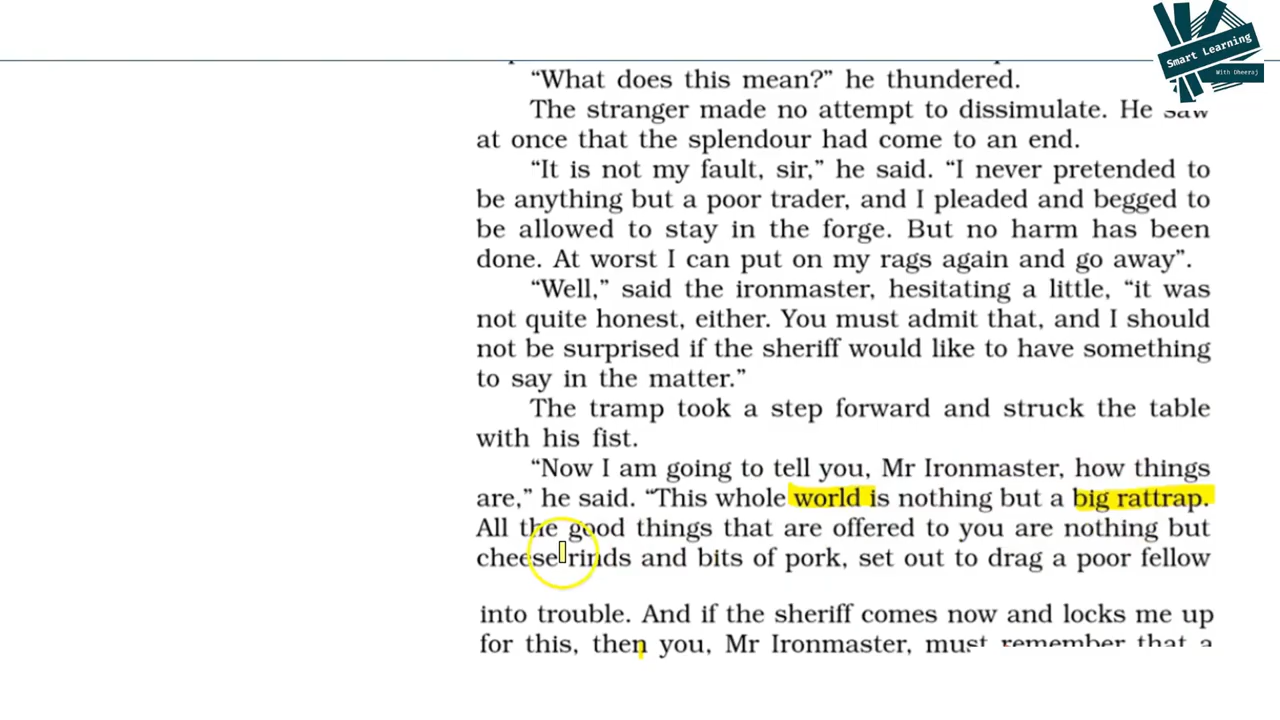 Smart Learning
With Dheeraj
“What does this mean?” he thundered.
The stranger made no attempt to dissimulate. He saw
at once that the splendour had come to an end.
“It is not my fault, sir,” he said. “I never pretended to
be anything but a poor trader, and I pleaded and begged to
be allowed to stay in the forge. But no harm has been
done. At worst I can put on my rags again and go away”.
“Well,” said the ironmaster, hesitating a little, “it was
not quite honest, either. You must admit that, and I should
not be surprised if the sheriff would like to have something
to say in the matter.”
The tramp took a step forward and struck the table
with his fist.
“Now I am going to tell you, Mr Ironmaster, how things
are,” he said. “This whole world is nothing but a big rattrap.
All the good things that are offered to you are nothing but
cheese rinds and bits of pork, set out to drag a poor fellow
into trouble. And if the sheriff comes now and locks me up
for this, then you, Mr Ironmaster, must remember that a